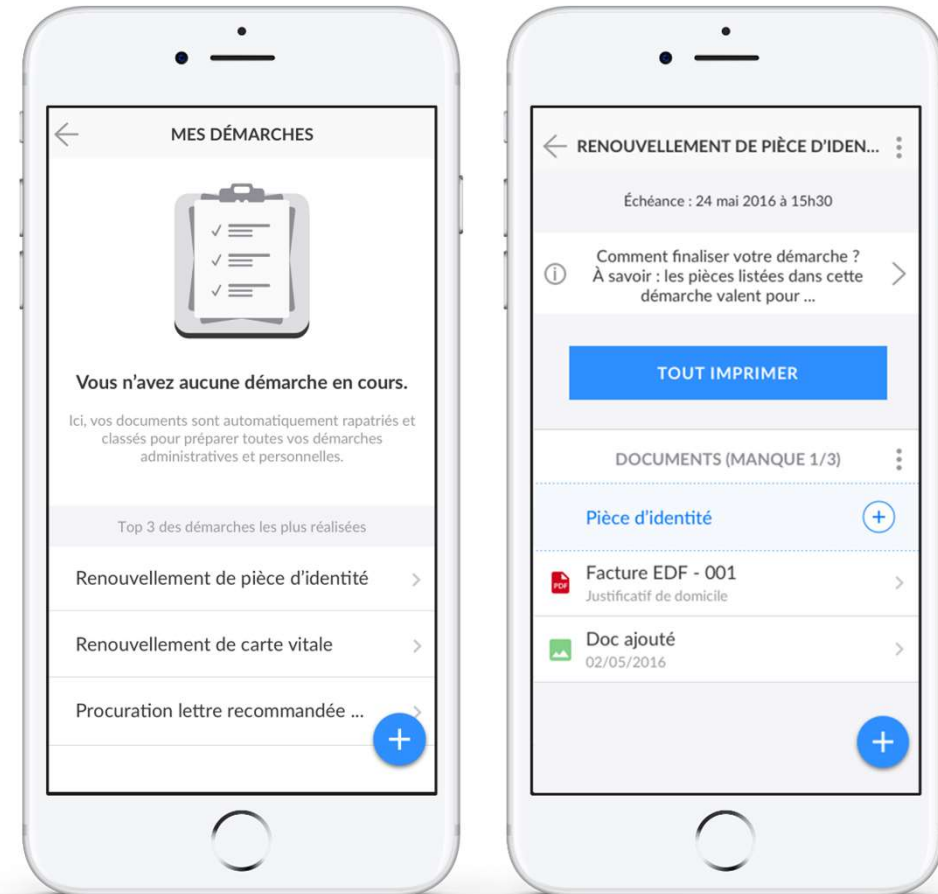 MES DÉMARCHES
Vous n’avez aucune démarche en cours.
Ici, vos documents sont automatiquement rapatriés et
classés pour préparer toutes vos démarches
administratives et personnelles.
Top 3 des démarches les plus réalisées
Renouvellement de pièce d’identité
Renouvellement de carte vitale
Procuration lettre recommandée ...
RENOUVELLEMENT DE PIÈCE D’IDEN...
Échéance : 24 mai 2016 à 15h30
Comment finaliser votre démarche ?
À savoir : les pièces listées dans cette
démarche valent pour ...
TOUT IMPRIMER
DOCUMENTS (MANQUE 1/3)
Pièce d’identité
PDF
Facture EDF - 001
Justificatif de domicile
Doc ajouté
02/05/2016